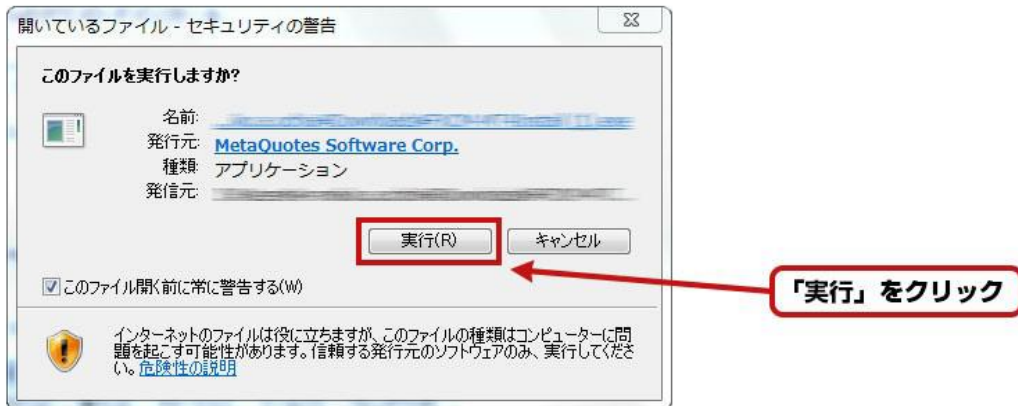 開いているファイル - セキュリティの警告
このファイルを実行しますか?
名前:
発行元: MetaQuotes Software Corp.
種類: アプリケーション
発信元:
実行(R) キャンセル
「実行」をクリック
このファイル開く前に常に警告する(W)
インターネットのファイルは役に立ちますが、このファイルの種類はコンピューターに問
題を起こす可能性があります。信頼する発行元のソフトウェアのみ、実行してくださ
い。危険性の説明